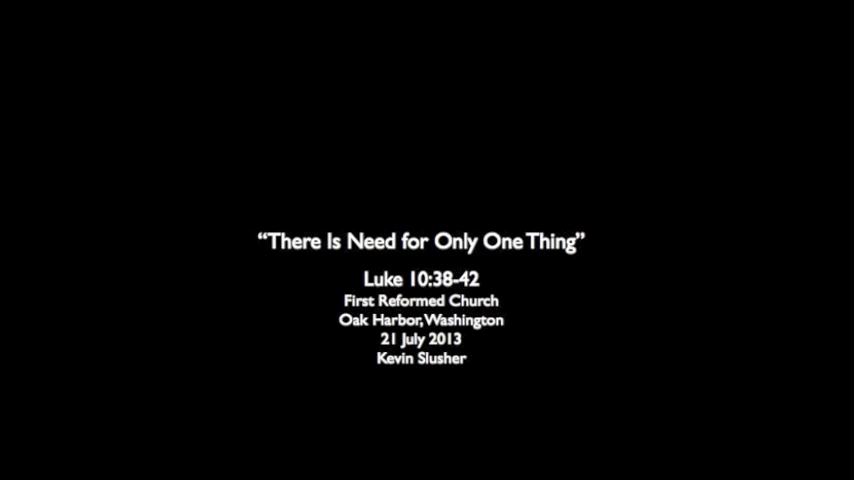 “There Is Need for Only One Thing”
Luke 10:38-42
First Reformed Church
Oak Harbor, Washington
21 July 2013
Kevin Slusher